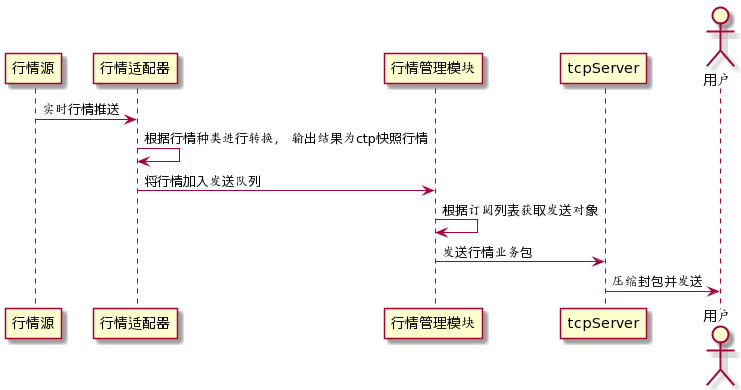 用户
行情源
行情适配器
行情管理模块
tcpServer
实时行情推送
根据行情种类进行转换， 输出结果为ctp快照行情
将行情加入发送队列
根据订阅列表获取发送对象
发送行情业务包
压缩封包并发送
行情源
行情适配器
行情管理模块
tcpServer
用户